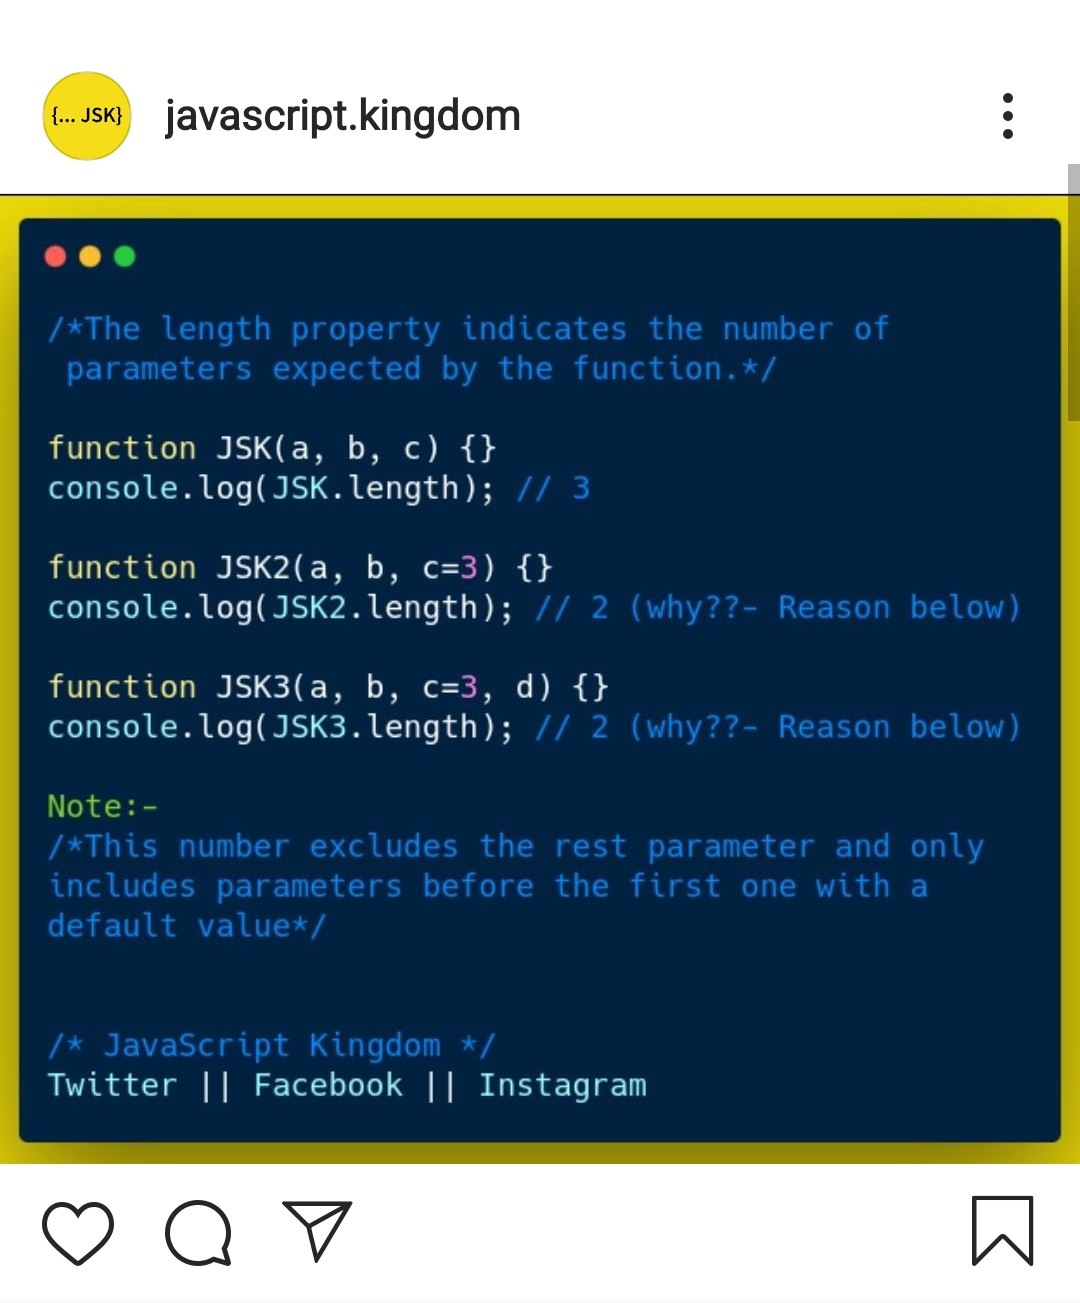 {... JSK}
javascript.kingdom
/*The length property indicates the number of
parameters expected by the function.*/
function JSK(a, b, c) {}
console.log(JSK.length); // 3
function JSK2(a, b, c=3) {}
console.log(JSK2.length); // 2 (why??- Reason below)
function JSK3(a, b, c=3, d) {}
console.log(JSK3.length); // 2 (why??- Reason below)
Note:-
/*This number excludes the rest parameter and only
includes parameters before the first one with a
default value*/
/* JavaScript Kingdom */
Twitter || Facebook || Instagram